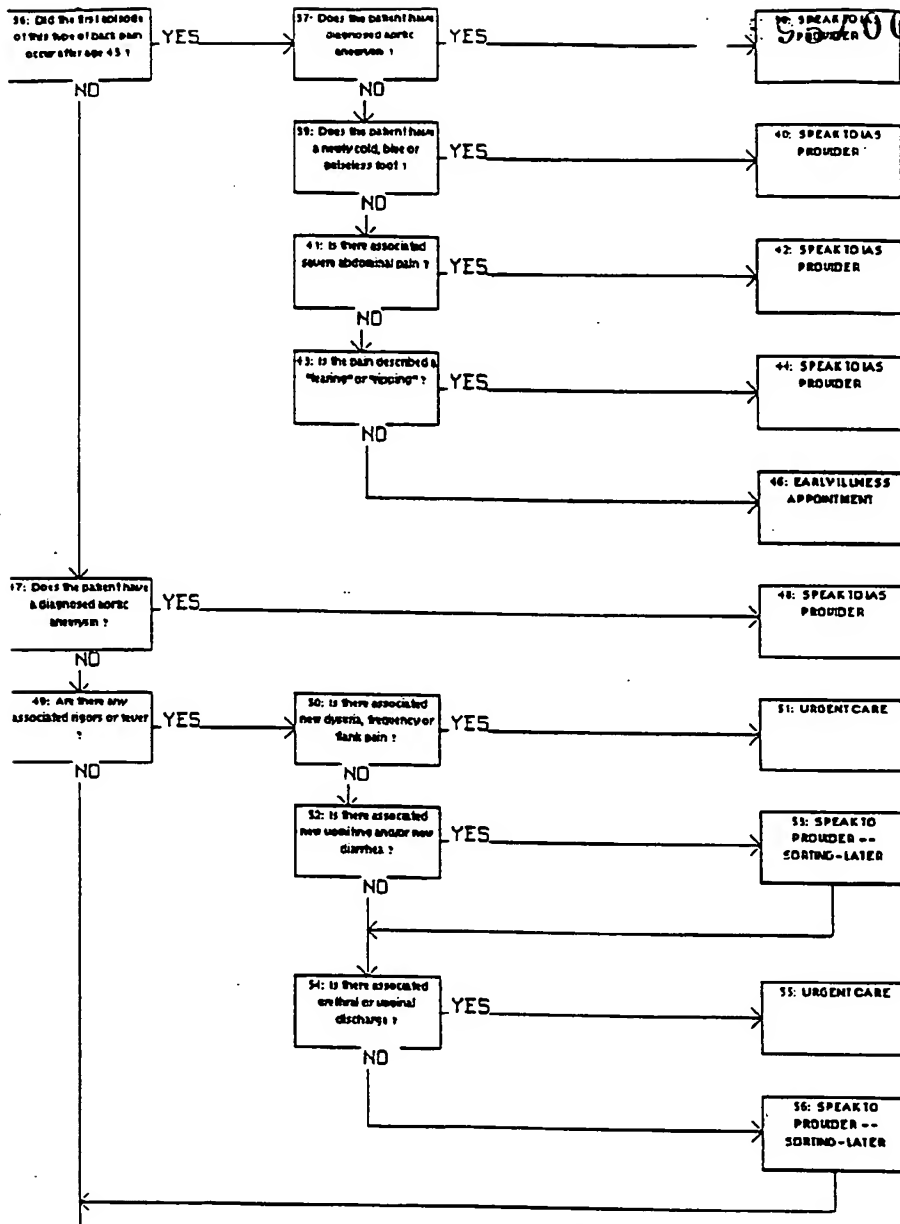 36: Did the first episode
of this type of back pain
occur after age 45 ?
YES
37: Does the patient have
diagnosed aortic
aneurysm ?
YES
SPEAK TO
PROVIDER
NO
NO
39: Does the patient have
a newly cold, blue or
pulseless foot ?
YES
40: SPEAK TO IAS
PROVIDER
NO
41: Is there associated
severe abdominal pain ?
YES
42: SPEAK TO IAS
PROVIDER
NO
43: Is the pain described a
"tearing" or "ripping" ?
YES
44: SPEAK TO IAS
PROVIDER
NO
46: EARLY ILLNESS
APPOINTMENT
47: Does the patient have
a diagnosed aortic
aneurysm ?
YES
48: SPEAK TO IAS
PROVIDER
NO
49: Are there any
associated rigors or fever
?
YES
50: Is there associated
new dysuria, frequency or
flank pain ?
YES
51: URGENT CARE
NO
NO
52: Is there associated
new vomiting and/or new
diarrhea ?
YES
53: SPEAK TO
PROVIDER --
SORTING-LATER
NO
54: Is there associated
urethral or vaginal
discharge ?
YES
55: URGENT CARE
NO
56: SPEAK TO
PROVIDER --
SORTING-LATER